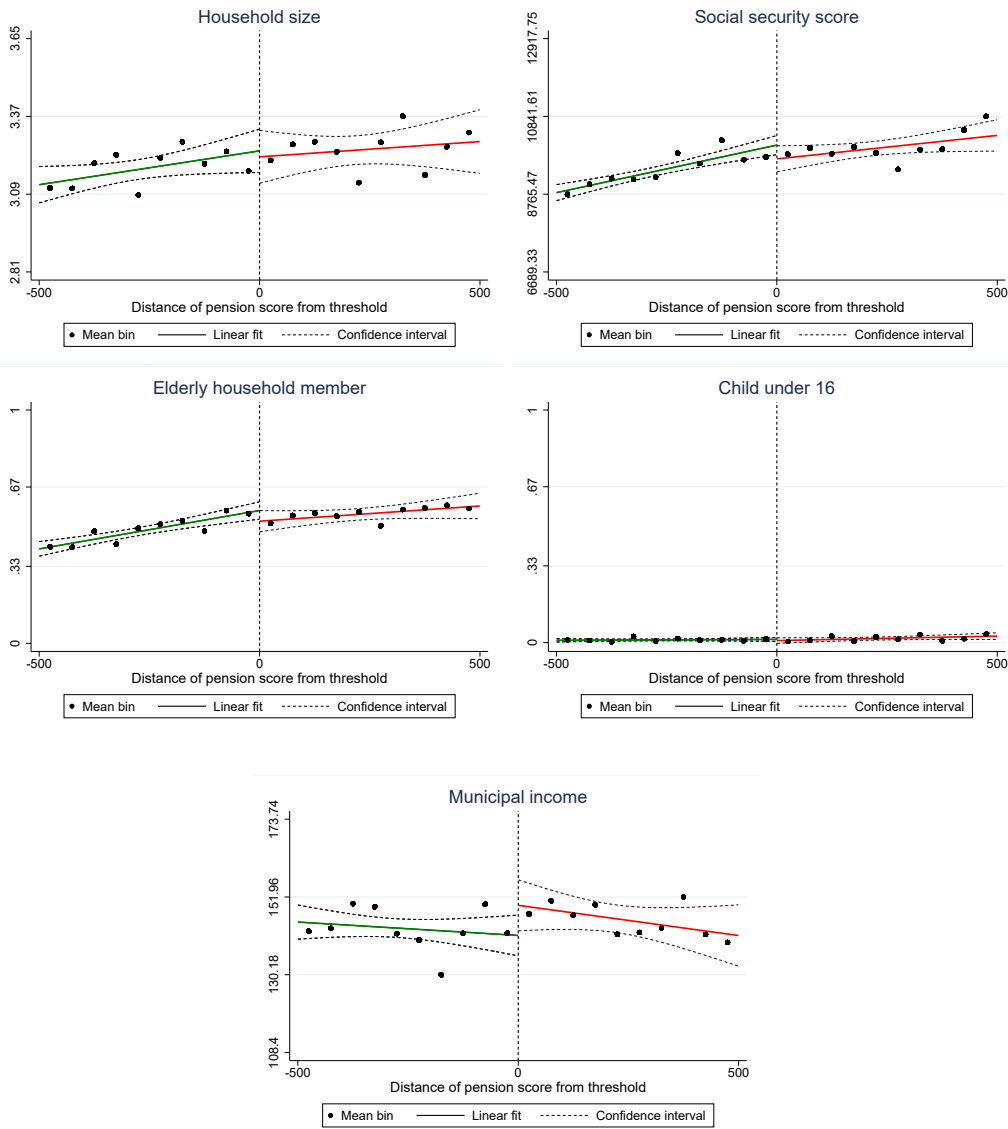 Household size
3.65
3.37
3.09
2.81
-500 0 500
Distance of pension score from threshold
Mean bin Linear fit Confidence interval
Social security score
12917.75
10841.61
8765.47
6689.33
-500 0 500
Distance of pension score from threshold
Mean bin Linear fit Confidence interval
Elderly household member
1
.67
.33
0
-500 0 500
Distance of pension score from threshold
Mean bin Linear fit Confidence interval
Child under 16
1
.67
.33
0
-500 0 500
Distance of pension score from threshold
Mean bin Linear fit Confidence interval
Municipal income
173.74
151.96
130.18
108.4
-500 0 500
Distance of pension score from threshold
Mean bin Linear fit Confidence interval